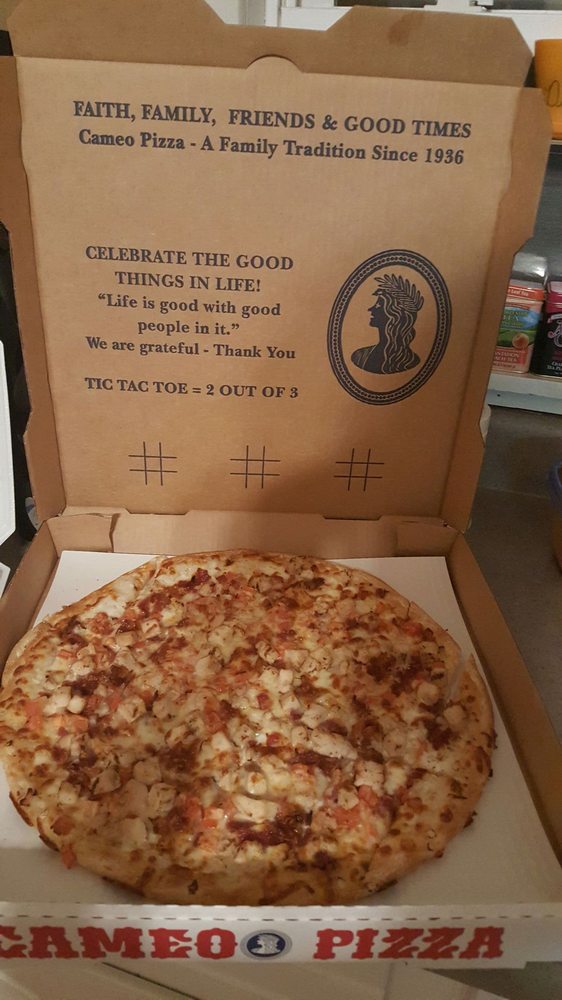 FAITH, FAMILY, FRIENDS & GOOD TIMES
Cameo Pizza - A Family Tradition Since 1936
CELEBRATE THE GOOD
THINGS IN LIFE!
“Life is good with good
people in it.”
We are grateful - Thank You
TIC TAC TOE = 2 OUT OF 3
CAMEO PIZZA